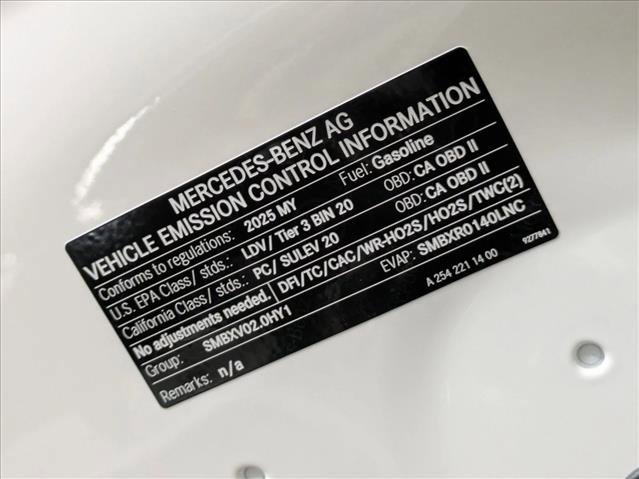 MERCEDES-BENZ AG
VEHICLE EMISSION CONTROL INFORMATION
Conforms to regulations: 2025 MY Fuel: Gasoline
U.S. EPA Class/ stds.: LDV/ Tier 3 BIN 20 OBD: CA OBD II
California Class / stds.: PC/ SULEV 20 OBD: CA OBD II
No adjustments needed. DFI/TC/CAC/WR-HO2S/HO2S/TWC(2)
Group: SMBXV02.0HY1 EVAP: SMBXR0140LNC
Remarks: n/a A 254 221 14 00 9277841